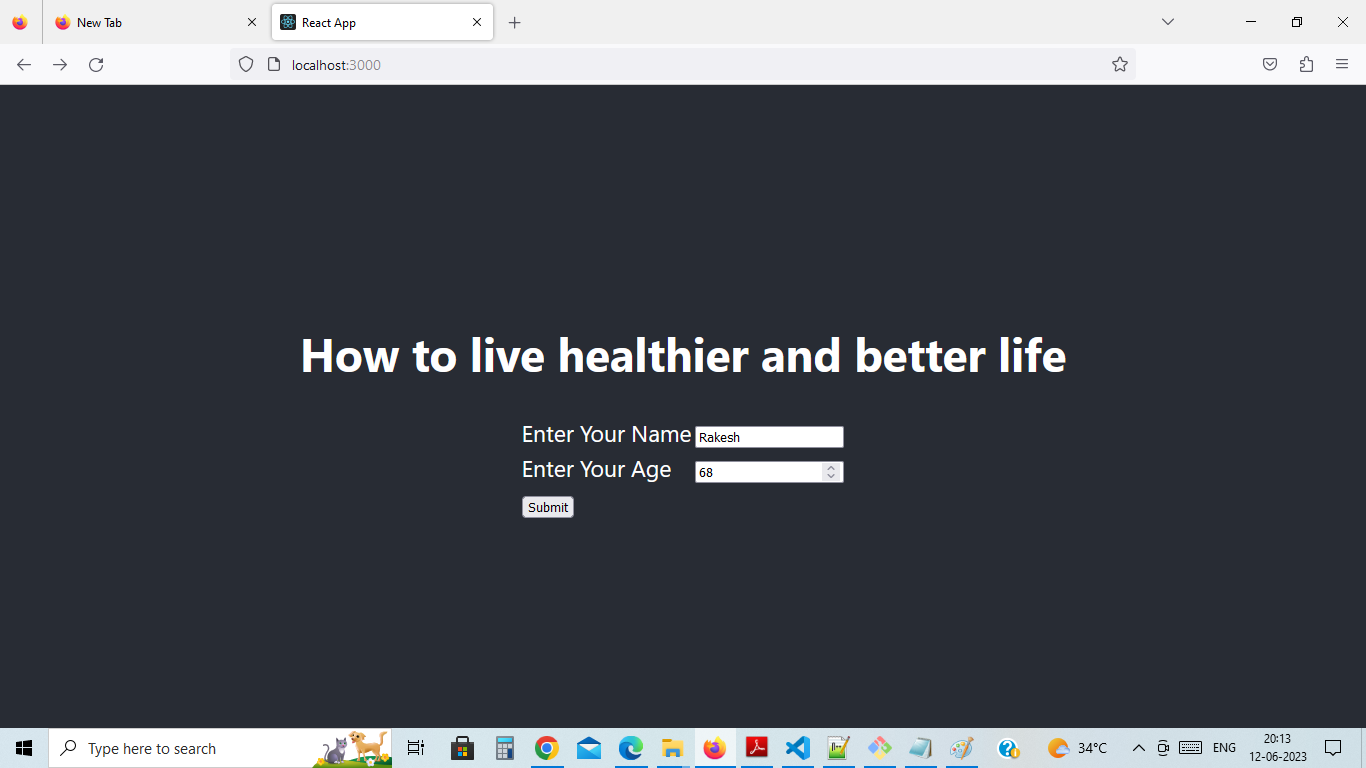 New Tab
React App
localhost:3000
How to live healthier and better life
Enter Your Name Rakesh
Enter Your Age 68
Submit
Type here to search
34°C
ENG
20:13
12-06-2023